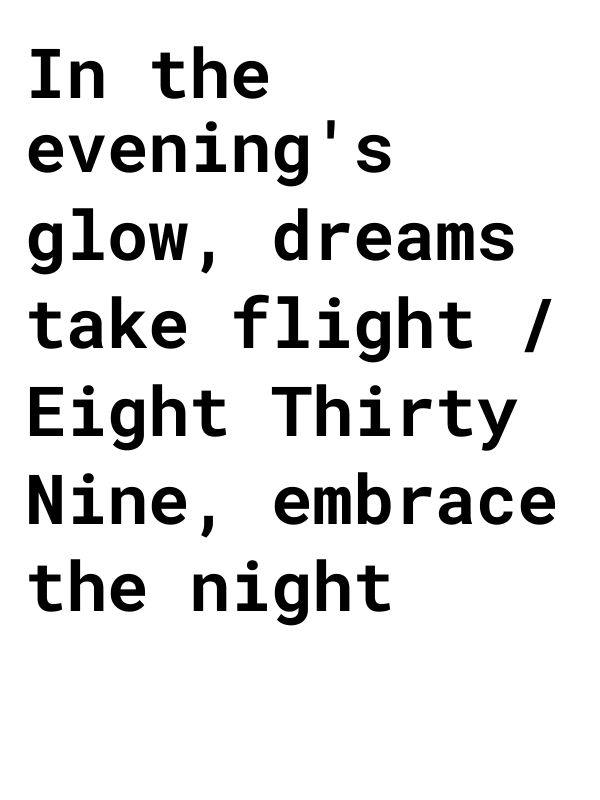 In the
evening's
glow, dreams
take flight /
Eight Thirty
Nine, embrace
the night